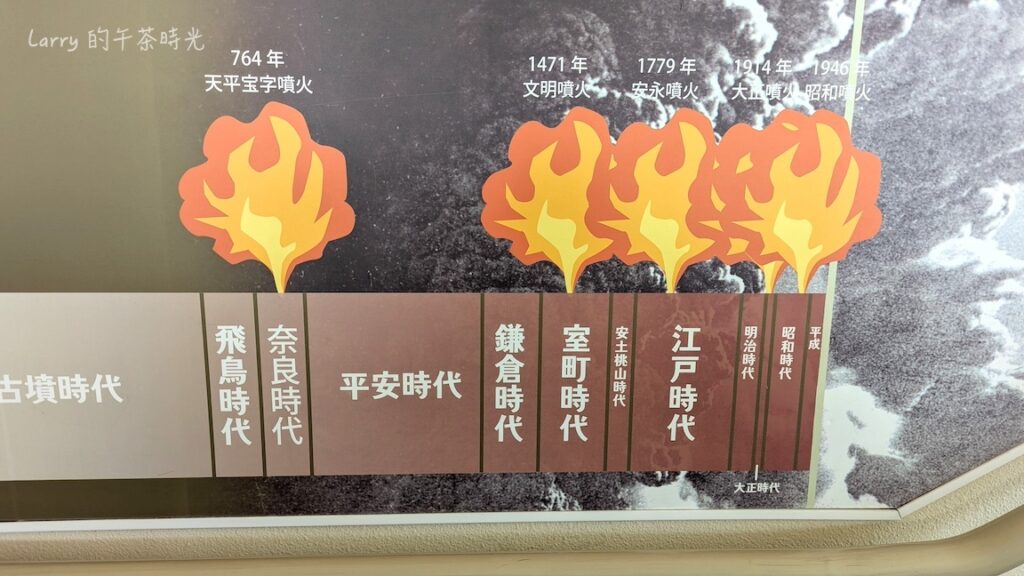 Larry 的午茶時光
764 年
天平宝字噴火
1471 年
文明噴火
1779 年
安永噴火
1914 年
大正噴火
1946 年
昭和噴火
古墳時代
飛鳥時代
奈良時代
平安時代
鎌倉時代
室町時代
安土桃山時代
江戸時代
明治時代
昭和時代
平成
大正時代